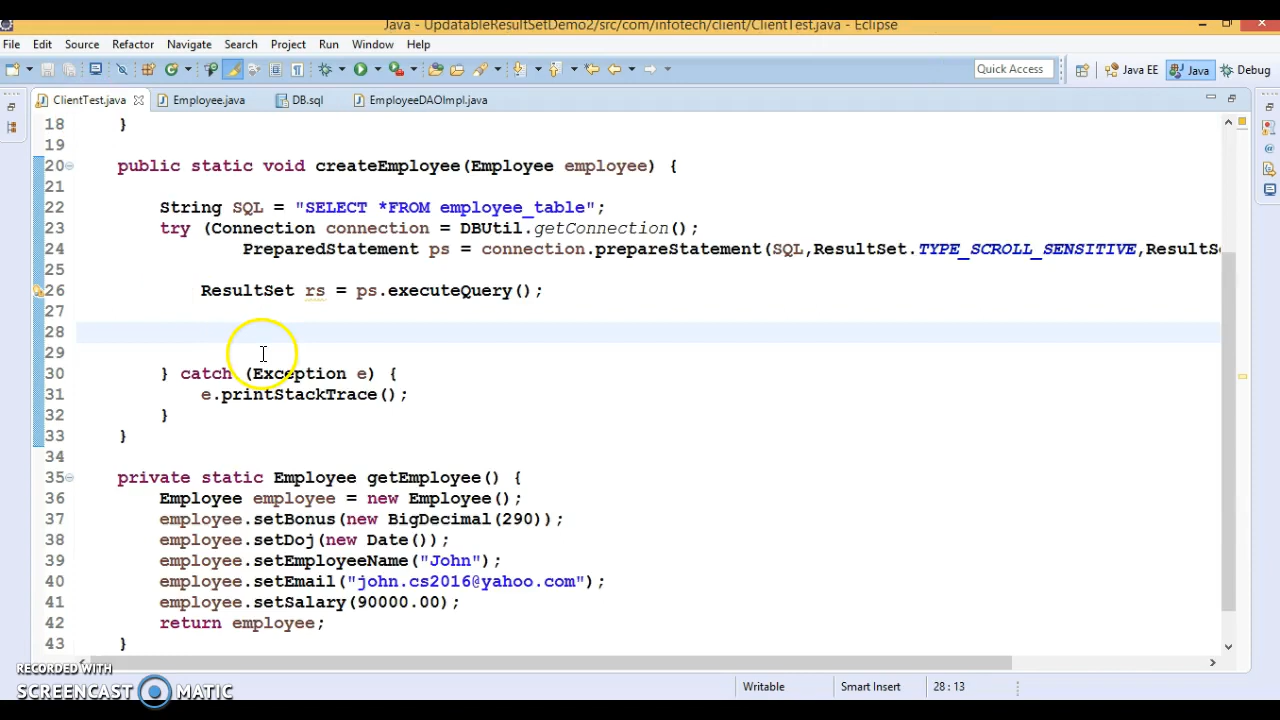 Java - UpdatableResultSetDemo2/src/com/infotech/client/ClientTest.java - Eclipse
File Edit Source Refactor Navigate Search Project Run Window Help
Quick Access Java EE Java Debug
ClientTest.java Employee.java DB.sql EmployeeDAOImpl.java
18 }
19
20 public static void createEmployee(Employee employee) {
21
22 String SQL = "SELECT *FROM employee_table";
23 try (Connection connection = DBUtil.getConnection();
24 PreparedStatement ps = connection.prepareStatement(SQL,ResultSet.TYPE_SCROLL_SENSITIVE,ResultSe
25
26 ResultSet rs = ps.executeQuery();
27
28
29
30 } catch (Exception e) {
31 e.printStackTrace();
32 }
33 }
34
35 private static Employee getEmployee() {
36 Employee employee = new Employee();
37 employee.setBonus(new BigDecimal(290));
38 employee.setDoj(new Date());
39 employee.setEmployeeName("John");
40 employee.setEmail("john.cs2016@yahoo.com");
41 employee.setSalary(90000.00);
42 return employee;
43 }
RECORDED WITH
SCREENCAST MATIC
Writable Smart Insert 28 : 13